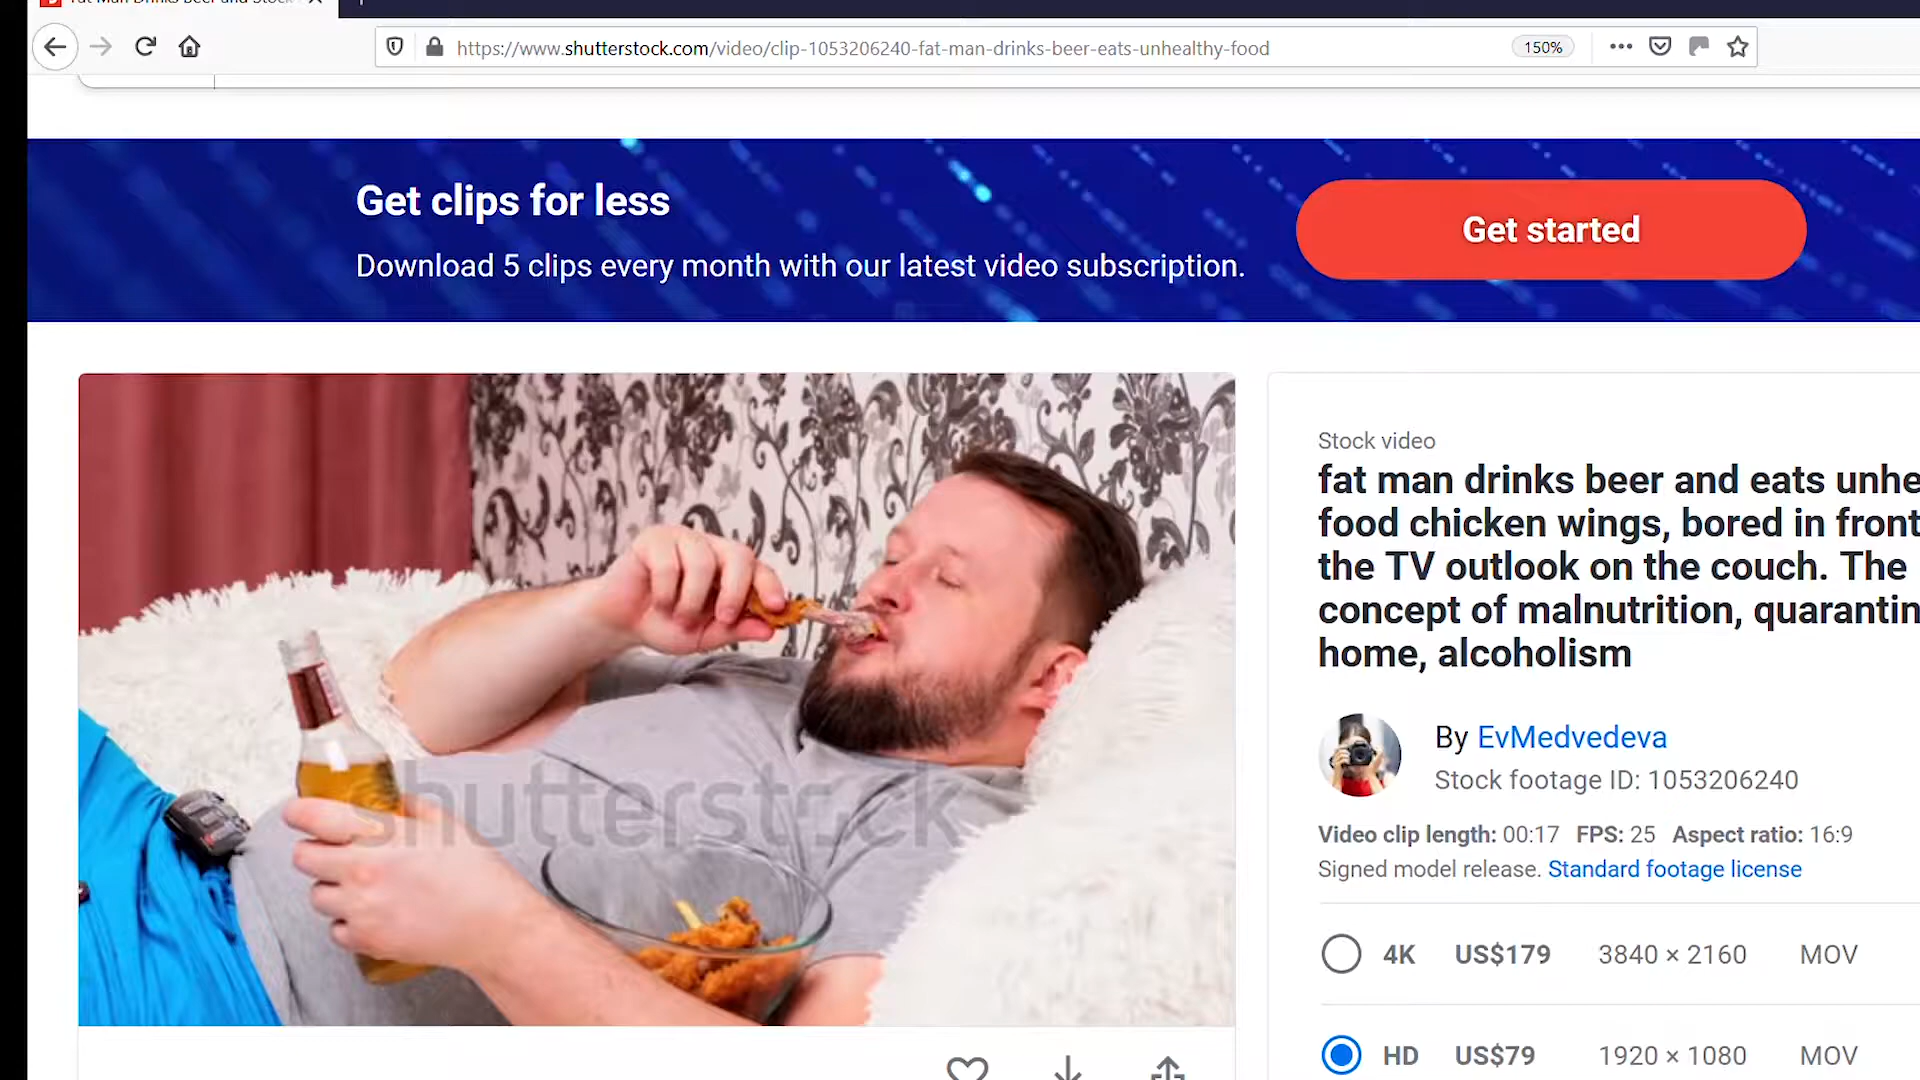 https://www.shutterstock.com/video/clip-1053206240-fat-man-drinks-beer-eats-unhealthy-food
150%
Get clips for less
Download 5 clips every month with our latest video subscription.
Get started
Stock video
fat man drinks beer and eats unhe
food chicken wings, bored in front
the TV outlook on the couch. The
concept of malnutrition, quarantin
home, alcoholism
By EvMedvedeva
Stock footage ID: 1053206240
Video clip length: 00:17 FPS: 25 Aspect ratio: 16:9
Signed model release. Standard footage license
4K US$179 3840 × 2160 MOV
HD US$79 1920 × 1080 MOV
shutterstock